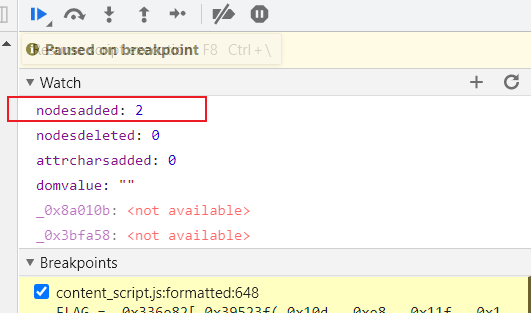 Paused on breakpoint F8 Ctrl + \
Watch
nodesadded: 2
nodesdeleted: 0
attrcharsadded: 0
domvalue: ""
_0x8a010b: <not available>
_0x3bfa58: <not available>
Breakpoints
content_script.js:formatted:648